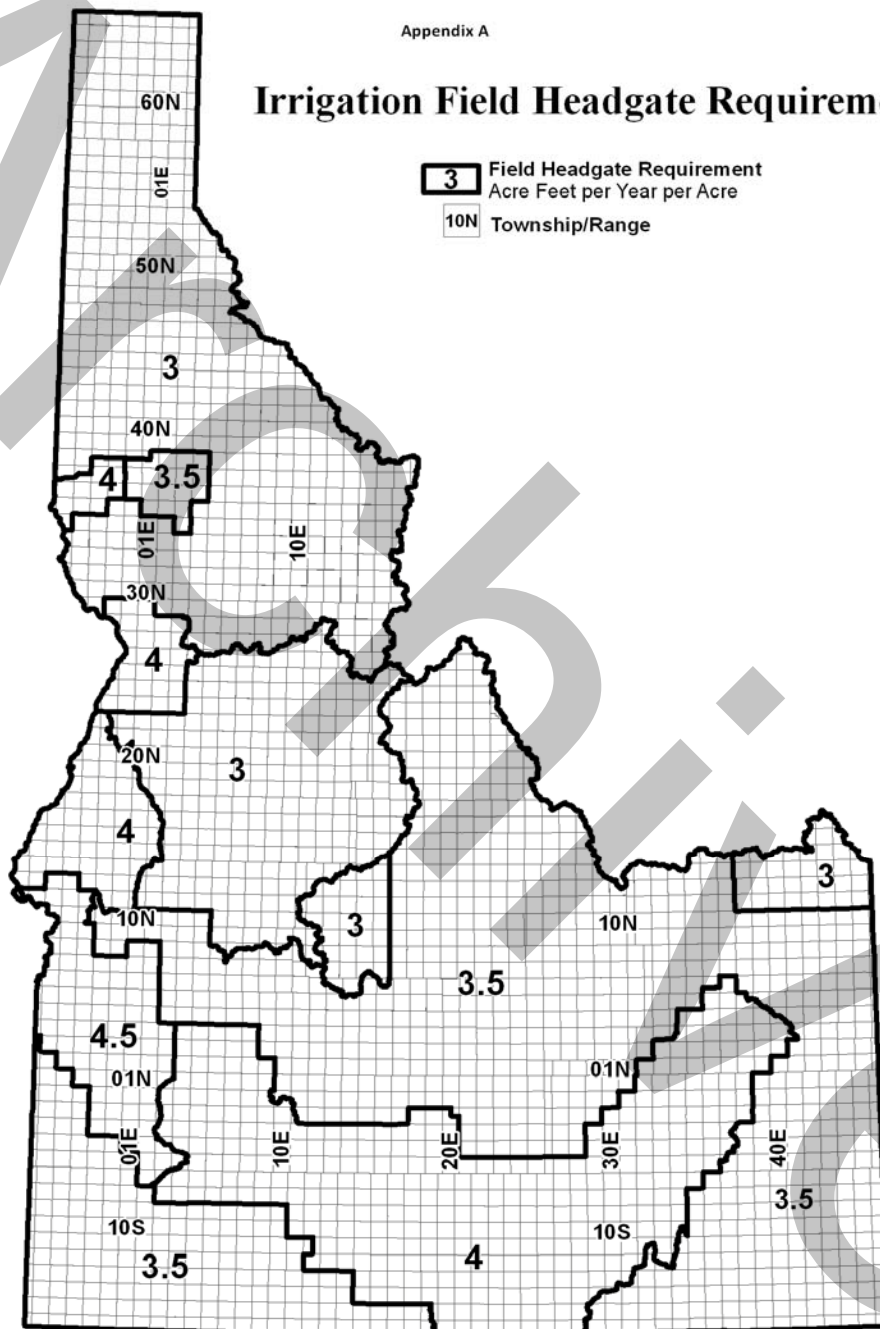 Appendix A
Irrigation Field Headgate Requirem
3 Field Headgate Requirement
Acre Feet per Year per Acre
10N Township/Range
60N
01E
50N
3
40N
4 3.5
01E 10E
30N
4
20N
3
4
3
10N 3 10N
3.5
4.5
01N 01N
01E 10E 20E 30E 40E
3.5
10S 10S
3.5 4